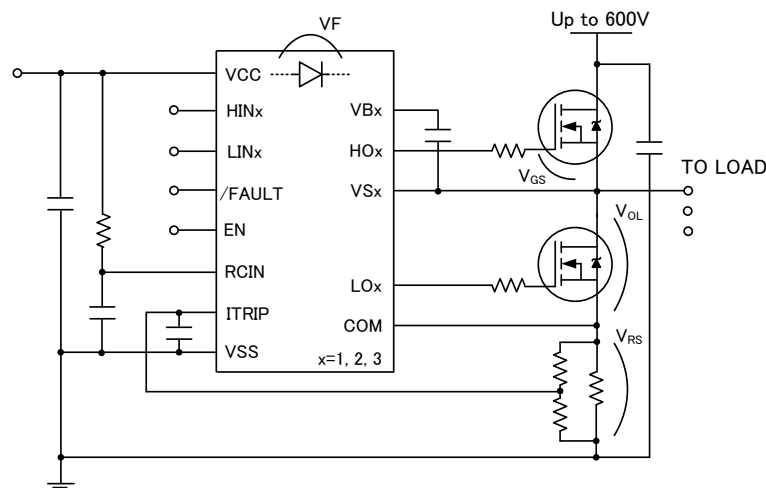 Up to 600V
VF
VCC
HINx
LINx
/FAULT
EN
RCIN
ITRIP
VSS
VBx
HOx
VSx
LOx
COM
x=1, 2, 3
VGS
TO LOAD
VOL
VRS